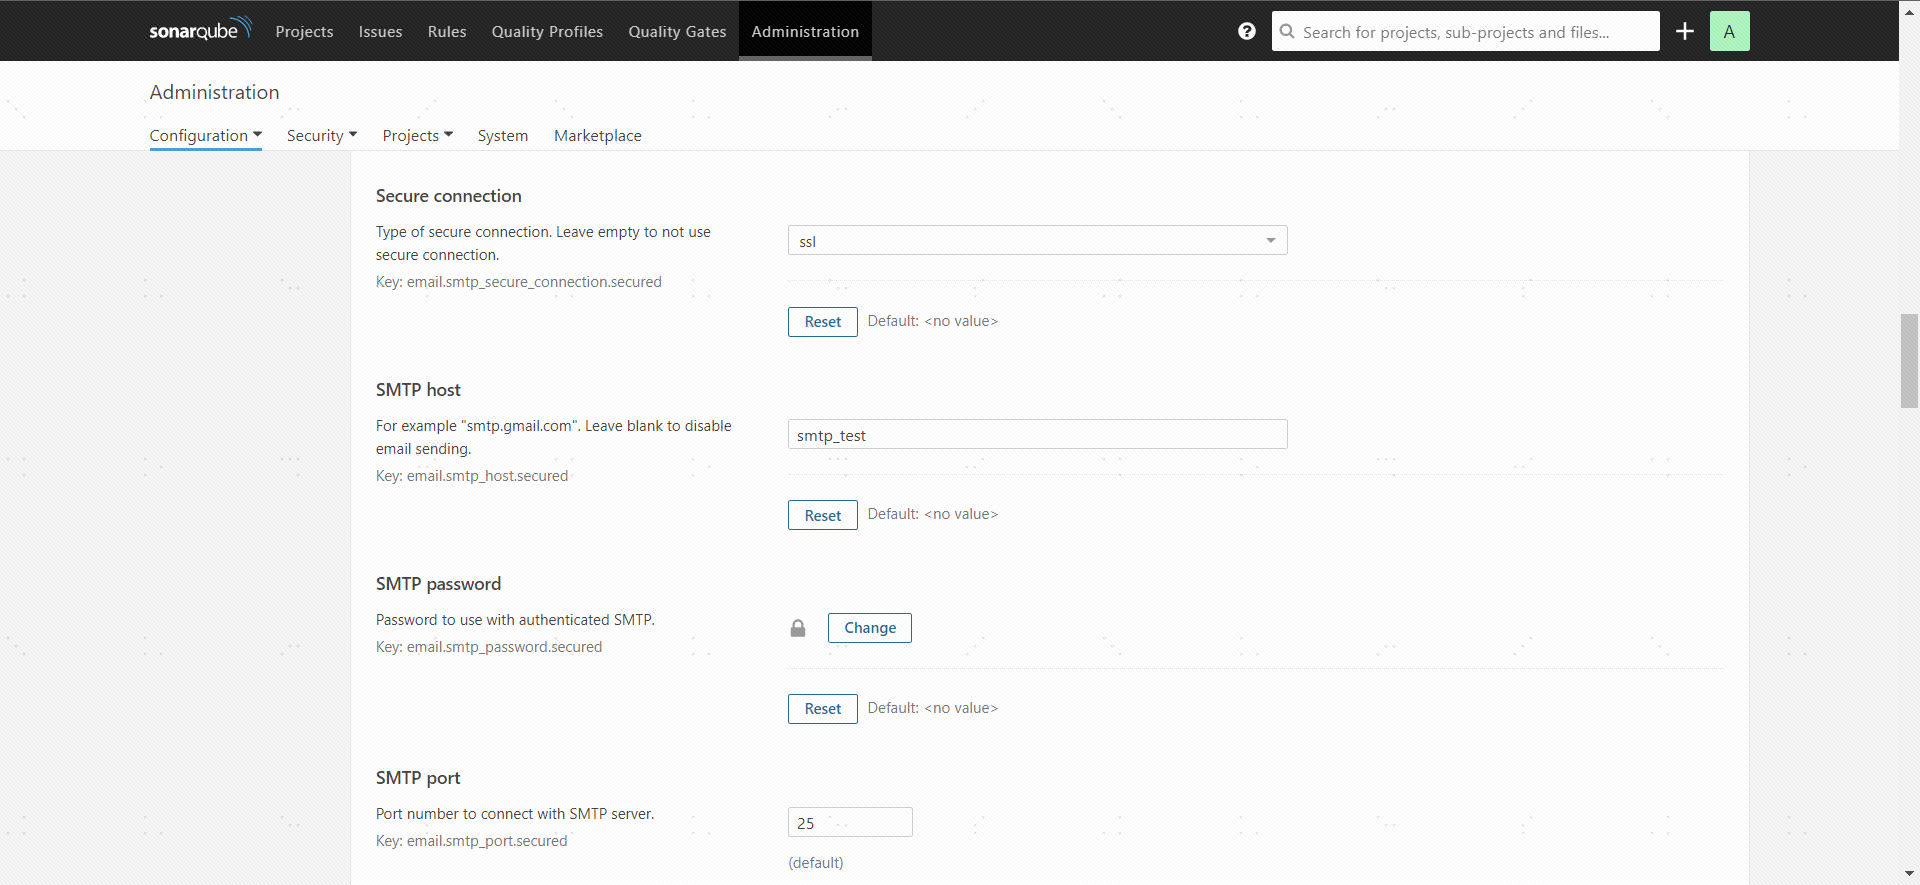 sonarqube Projects Issues Rules Quality Profiles Quality Gates Administration ? Search for projects, sub-projects and files... + A
Administration
Configuration Security Projects System Marketplace
Secure connection
Type of secure connection. Leave empty to not use
secure connection.
Key: email.smtp_secure_connection.secured
ssl
Reset Default: <no value>
SMTP host
For example "smtp.gmail.com". Leave blank to disable
email sending.
Key: email.smtp_host.secured
smtp_test
Reset Default: <no value>
SMTP password
Password to use with authenticated SMTP.
Key: email.smtp_password.secured
Change
Reset Default: <no value>
SMTP port
Port number to connect with SMTP server.
Key: email.smtp_port.secured
25
(default)